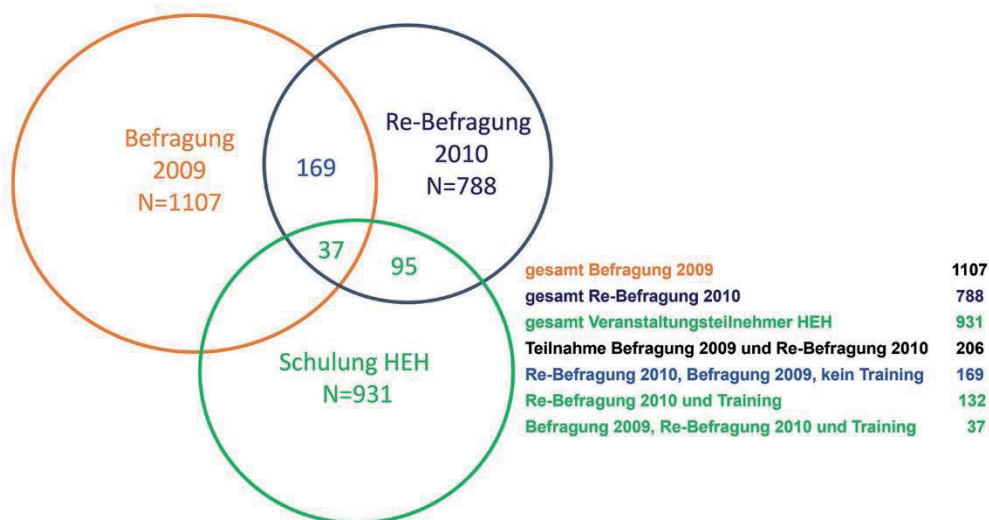 Befragung
2009
N=1107
169
Re-Befragung
2010
N=788
37
95
Schulung HEH
N=931
gesamt Befragung 2009 1107
gesamt Re-Befragung 2010 788
gesamt Veranstaltungsteilnehmer HEH 931
Teilnahme Befragung 2009 und Re-Befragung 2010 206
Re-Befragung 2010, Befragung 2009, kein Training 169
Re-Befragung 2010 und Training 132
Befragung 2009, Re-Befragung 2010 und Training 37